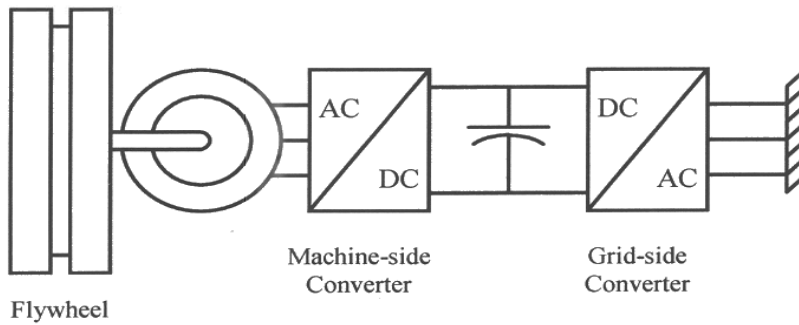 AC
DC
DC
AC
Machine-side
Converter
Grid-side
Converter
Flywheel